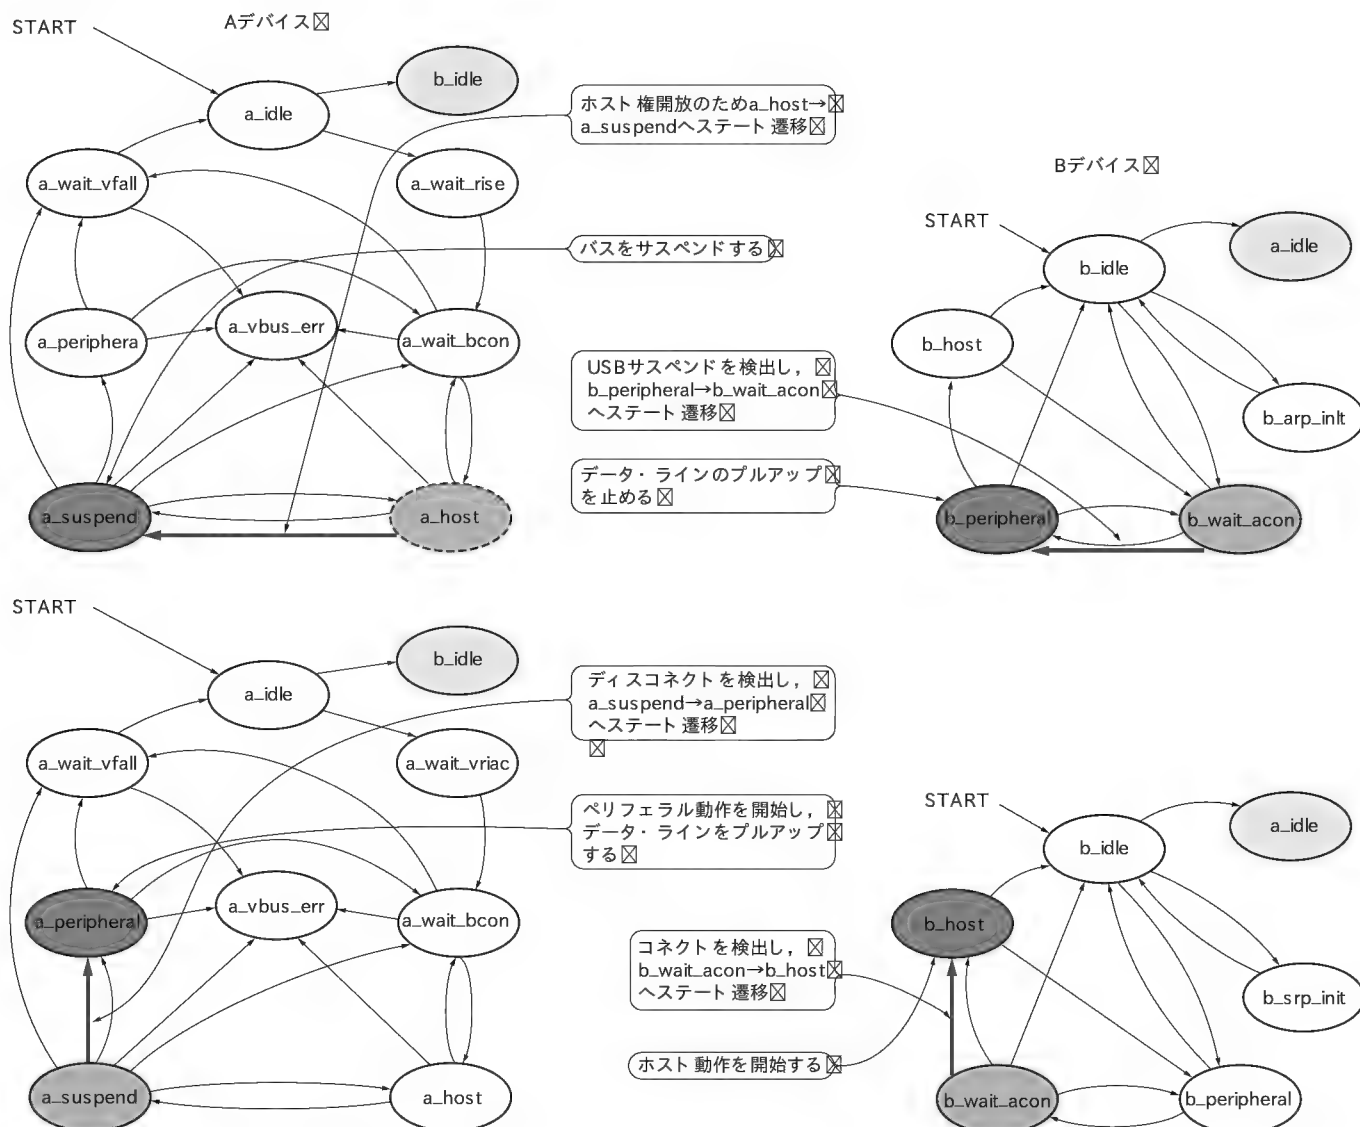 START
Aデバイス
b_idle
a_idle
ホスト権開放のためa_host→
a_suspendへステート遷移
a_wait_vfall
a_wait_rise
Bデバイス
START
バスをサスペンドする
a_idle
b_idle
a_periphera
a_vbus_err
a_wait_bcon
b_host
USBサスペンドを検出し，
b_peripheral→b_wait_acon
へステート遷移
b_arp_inlt
データ・ラインのプルアップ
を止める
a_suspend
a_host
b_peripheral
b_wait_acon
START
b_idle
a_idle
ディスコネクトを検出し，
a_suspend→a_peripheral
へステート遷移
a_wait_vfall
a_wait_vriac
START
ペリフェラル動作を開始し，
データ・ラインをプルアップ
する
a_idle
b_idle
a_peripheral
a_vbus_err
a_wait_bcon
b_host
コネクトを検出し，
b_wait_acon→b_host
へステート遷移
b_srp_init
ホスト動作を開始する
a_suspend
a_host
b_wait_acon
b_peripheral